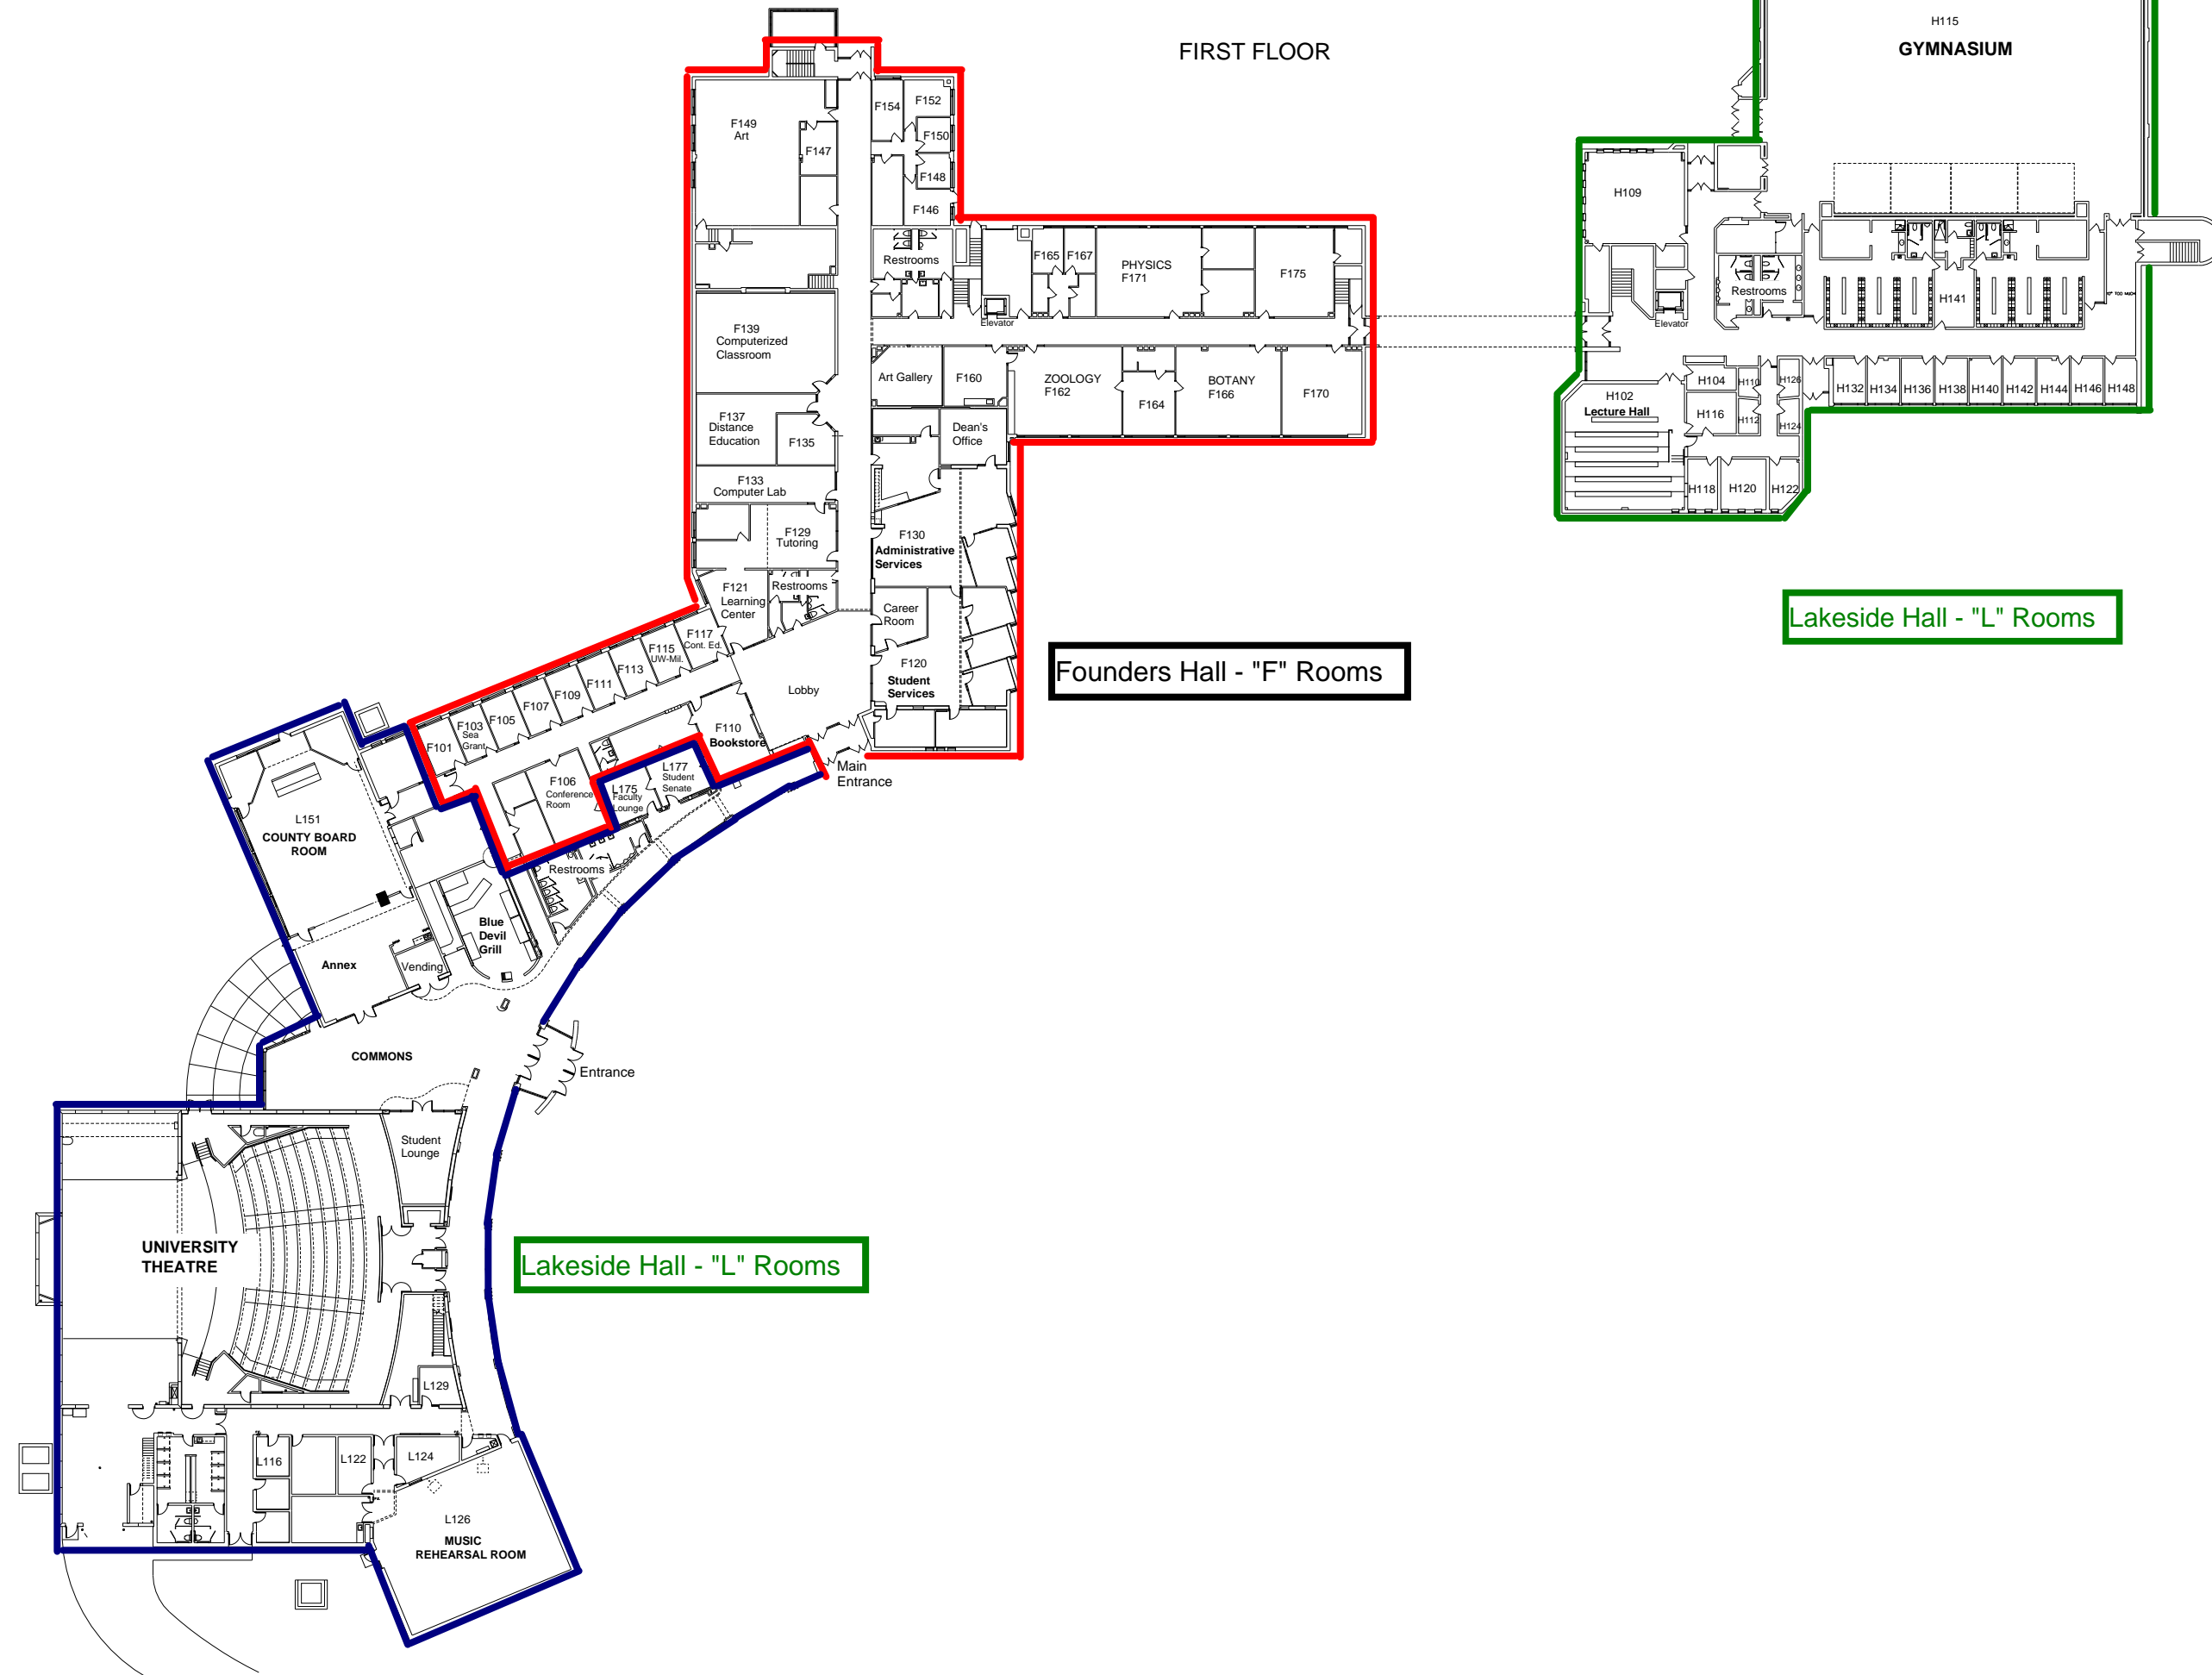 FIRST FLOOR
H115
GYMNASIUM
F149
Art
F147
F154
F152
F150
F148
F146
Restrooms
F165
F167
PHYSICS
F171
F175
Elevator
F139
Computerized
Classroom
Art Gallery
F160
ZOOLOGY
F162
F164
BOTANY
F166
F170
F137
Distance
Education
F135
Dean's
Office
F133
Computer Lab
F129
Tutoring
F130
Administrative
Services
F121
Learning
Center
Restrooms
Career
Room
F120
Student
Services
F117
Cont. Ed.
F115
UW-Mil.
F113
F111
F109
F107
F105
F103
Sea
Grant
F101
Lobby
F110
Bookstore
Main
Entrance
F106
Conference
Room
L177
Student
Senate
L175
Faculty
Lounge
Restrooms
Founders Hall - "F" Rooms
H109
Restrooms
H141
Elevator
H102
Lecture Hall
H104
H110
H126
H116
H112
H124
H118
H120
H122
H132
H134
H136
H138
H140
H142
H144
H146
H148
Lakeside Hall - "L" Rooms
L151
COUNTY BOARD
ROOM
Blue
Devil
Grill
Annex
Vending
COMMONS
Entrance
Student
Lounge
UNIVERSITY
THEATRE
Lakeside Hall - "L" Rooms
L129
L116
L122
L124
L126
MUSIC
REHEARSAL ROOM